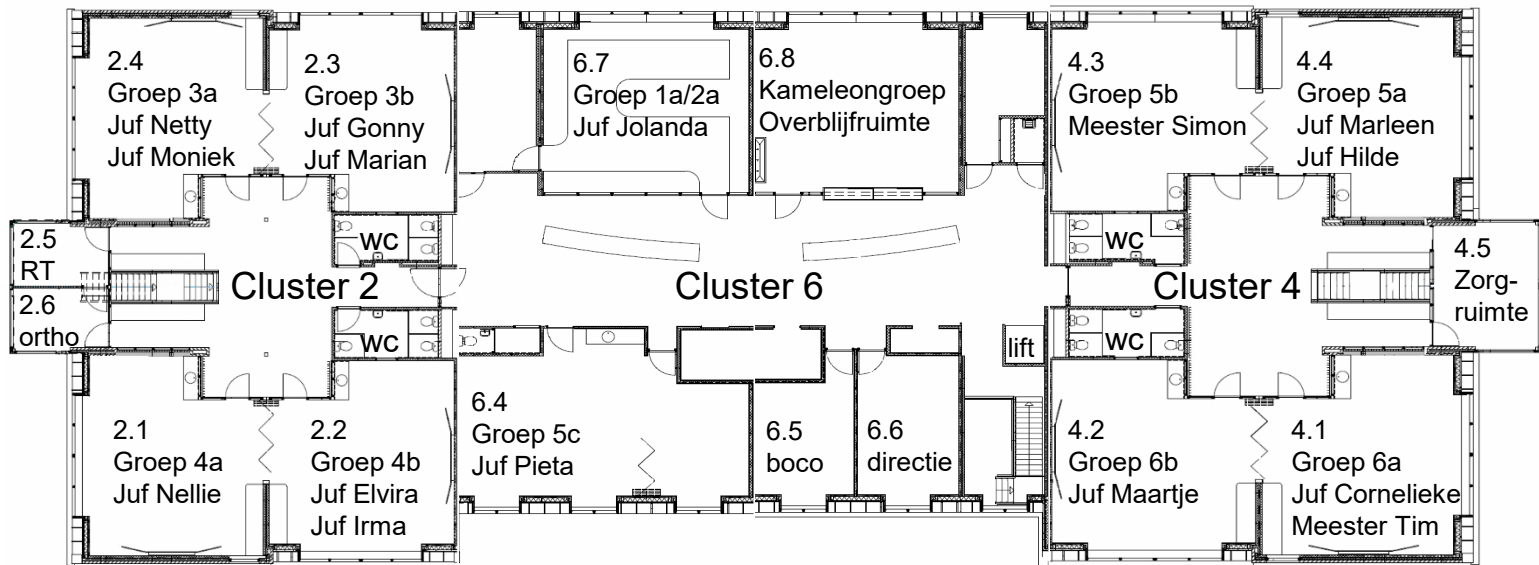 2.4
Groep 3a
Juf Netty
Juf Moniek
2.3
Groep 3b
Juf Gonny
Juf Marian
6.7
Groep 1a/2a
Juf Jolanda
6.8
Kameleongroep
Overblijfruimte
4.3
Groep 5b
Meester Simon
4.4
Groep 5a
Juf Marleen
Juf Hilde
2.5
RT
2.6
ortho
WC
Cluster 2
WC
Cluster 6
WC
Cluster 4
WC
4.5
Zorg-
ruimte
lift
2.1
Groep 4a
Juf Nellie
2.2
Groep 4b
Juf Elvira
Juf Irma
6.4
Groep 5c
Juf Pieta
6.5
boco
6.6
directie
4.2
Groep 6b
Juf Maartje
4.1
Groep 6a
Juf Cornelieke
Meester Tim